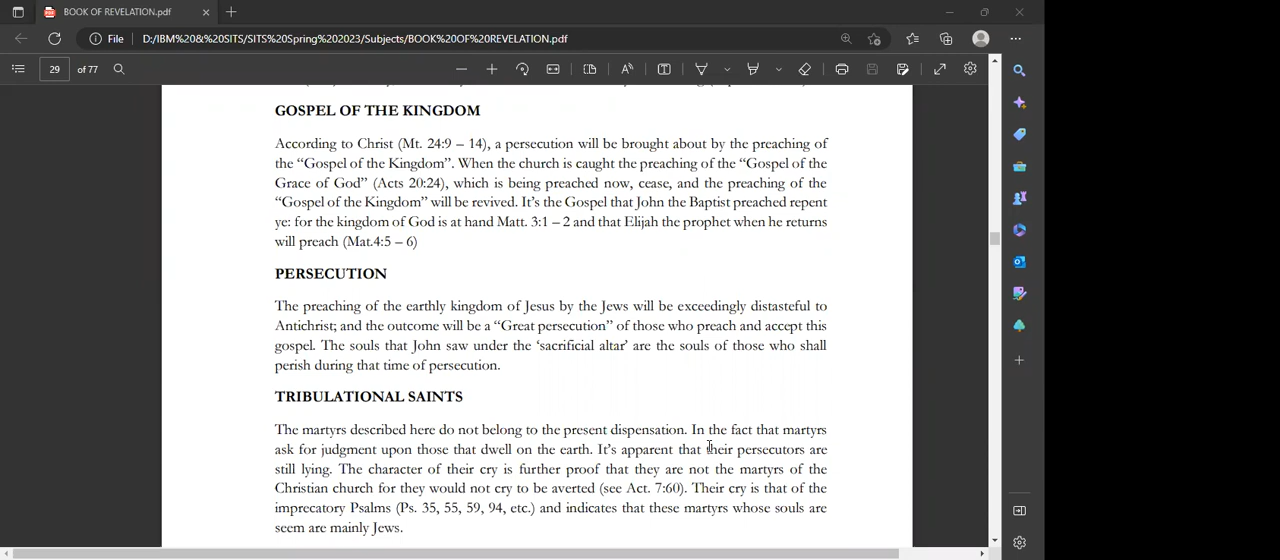 BOOK OF REVELATION.pdf
File
D:/IBM%20&%20SITS/SITS%20Spring%202023/Subjects/BOOK%20OF%20REVELATION.pdf
29 of 77
GOSPEL OF THE KINGDOM
According to Christ (Mt. 24:9 – 14), a persecution will be brought about by the preaching of
the “Gospel of the Kingdom”. When the church is caught the preaching of the “Gospel of the
Grace of God” (Acts 20:24), which is being preached now, cease, and the preaching of the
“Gospel of the Kingdom” will be revived. It’s the Gospel that John the Baptist preached repent
ye: for the kingdom of God is at hand Matt. 3:1 – 2 and that Elijah the prophet when he returns
will preach (Mat.4:5 – 6)
PERSECUTION
The preaching of the earthly kingdom of Jesus by the Jews will be exceedingly distasteful to
Antichrist; and the outcome will be a “Great persecution” of those who preach and accept this
gospel. The souls that John saw under the ‘sacrificial altar’ are the souls of those who shall
perish during that time of persecution.
TRIBULATIONAL SAINTS
The martyrs described here do not belong to the present dispensation. In the fact that martyrs
ask for judgment upon those that dwell on the earth. It’s apparent that their persecutors are
still lying. The character of their cry is further proof that they are not the martyrs of the
Christian church for they would not cry to be averted (see Act. 7:60). Their cry is that of the
imprecatory Psalms (Ps. 35, 55, 59, 94, etc.) and indicates that these martyrs whose souls are
seem are mainly Jews.